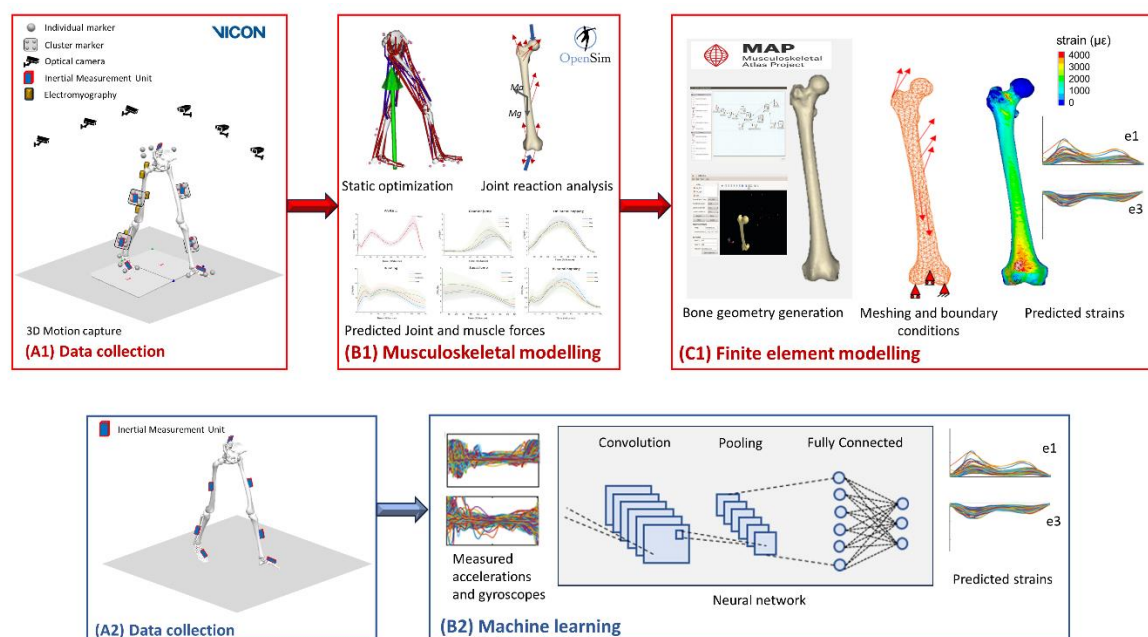 Individual marker
Cluster marker
Optical camera
Inertial Measurement Unit
Electromyography
VICON
3D Motion capture
(A1) Data collection
OpenSim
Mg
Static optimization
Joint reaction analysis
Predicted Joint and muscle forces
(B1) Musculoskeletal modelling
MAP
Musculoskeletal
Atlas Project
strain (με)
4000
3000
2000
1000
0
e1
e3
Bone geometry generation
Meshing and boundary
conditions
Predicted strains
(C1) Finite element modelling
Inertial Measurement Unit
(A2) Data collection
Convolution
Pooling
Fully Connected
e1
e3
Measured
accelerations
and gyroscopes
Neural network
Predicted strains
(B2) Machine learning